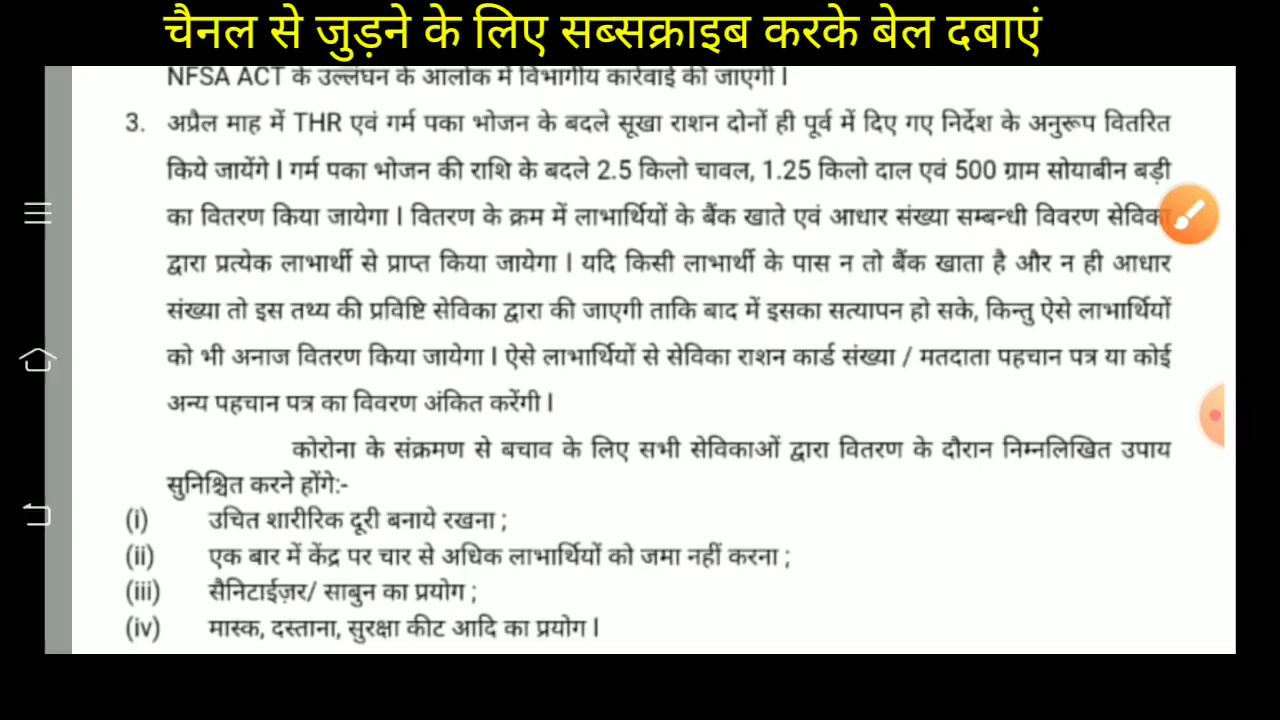 चैनल से जुड़ने के लिए सब्सक्राइब करके बेल दबाएं
NFSA ACT के उल्लंघन के आलोक में विभागीय कार्रवाई की जाएगी।
3. अप्रैल माह में THR एवं गर्म पका भोजन के बदले सूखा राशन दोनों ही पूर्व में दिए गए निर्देश के अनुरूप वितरित
किये जायेंगे। गर्म पका भोजन की राशि के बदले 2.5 किलो चावल, 1.25 किलो दाल एवं 500 ग्राम सोयाबीन बड़ी
का वितरण किया जायेगा। वितरण के क्रम में लाभार्थियों के बैंक खाते एवं आधार संख्या सम्बन्धी विवरण सेविका
द्वारा प्रत्येक लाभार्थी से प्राप्त किया जायेगा। यदि किसी लाभार्थी के पास न तो बैंक खाता है और न ही आधार
संख्या तो इस तथ्य की प्रविष्टि सेविका द्वारा की जाएगी ताकि बाद में इसका सत्यापन हो सके, किन्तु ऐसे लाभार्थियों
को भी अनाज वितरण किया जायेगा। ऐसे लाभार्थियों से सेविका राशन कार्ड संख्या / मतदाता पहचान पत्र या कोई
अन्य पहचान पत्र का विवरण अंकित करेंगी।
कोरोना के संक्रमण से बचाव के लिए सभी सेविकाओं द्वारा वितरण के दौरान निम्नलिखित उपाय
सुनिश्चित करने होंगे:-
(i) उचित शारीरिक दूरी बनाये रखना ;
(ii) एक बार में केंद्र पर चार से अधिक लाभार्थियों को जमा नहीं करना ;
(iii) सैनिटाईज़र/ साबुन का प्रयोग ;
(iv) मास्क, दस्ताना, सुरक्षा कीट आदि का प्रयोग।